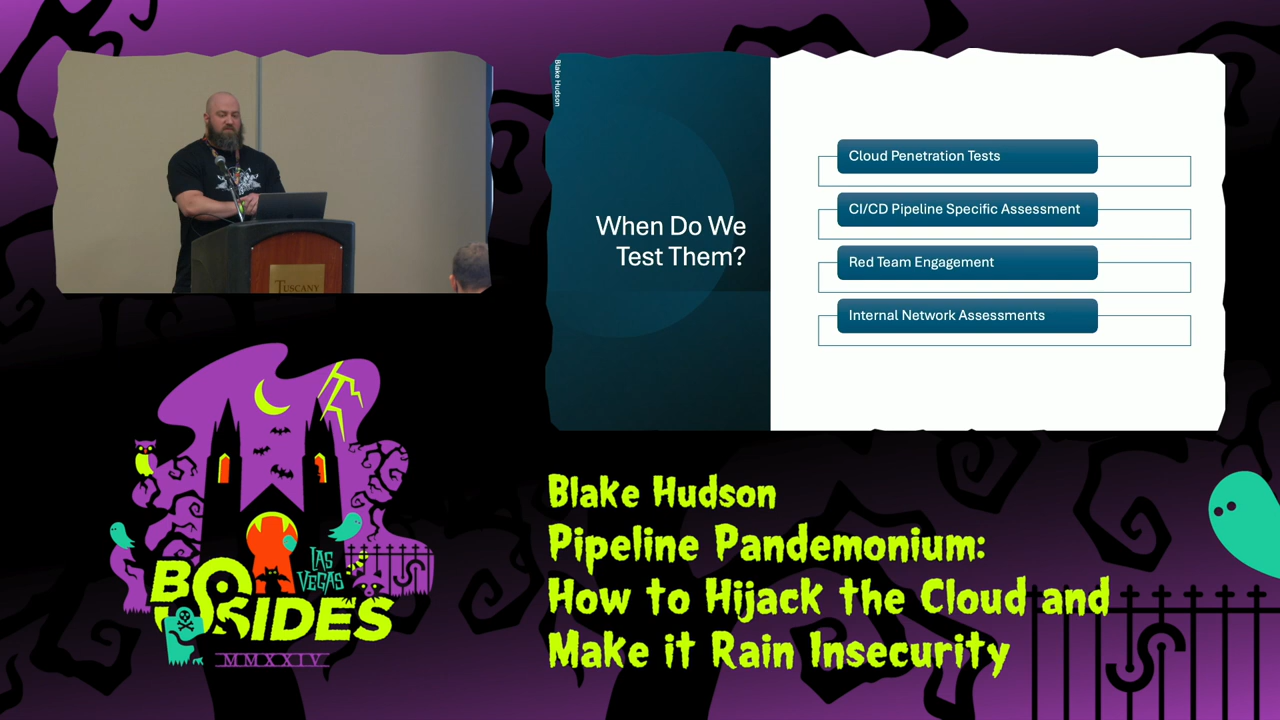 Blake Hudson
When Do We
Test Them?
Cloud Penetration Tests
CI/CD Pipeline Specific Assessment
Red Team Engagement
Internal Network Assessments
TUSCANY
LAS
VEGAS
BSIDES
MMXXIV
Blake Hudson
Pipeline Pandemonium:
How to Hijack the Cloud and
Make it Rain Insecurity